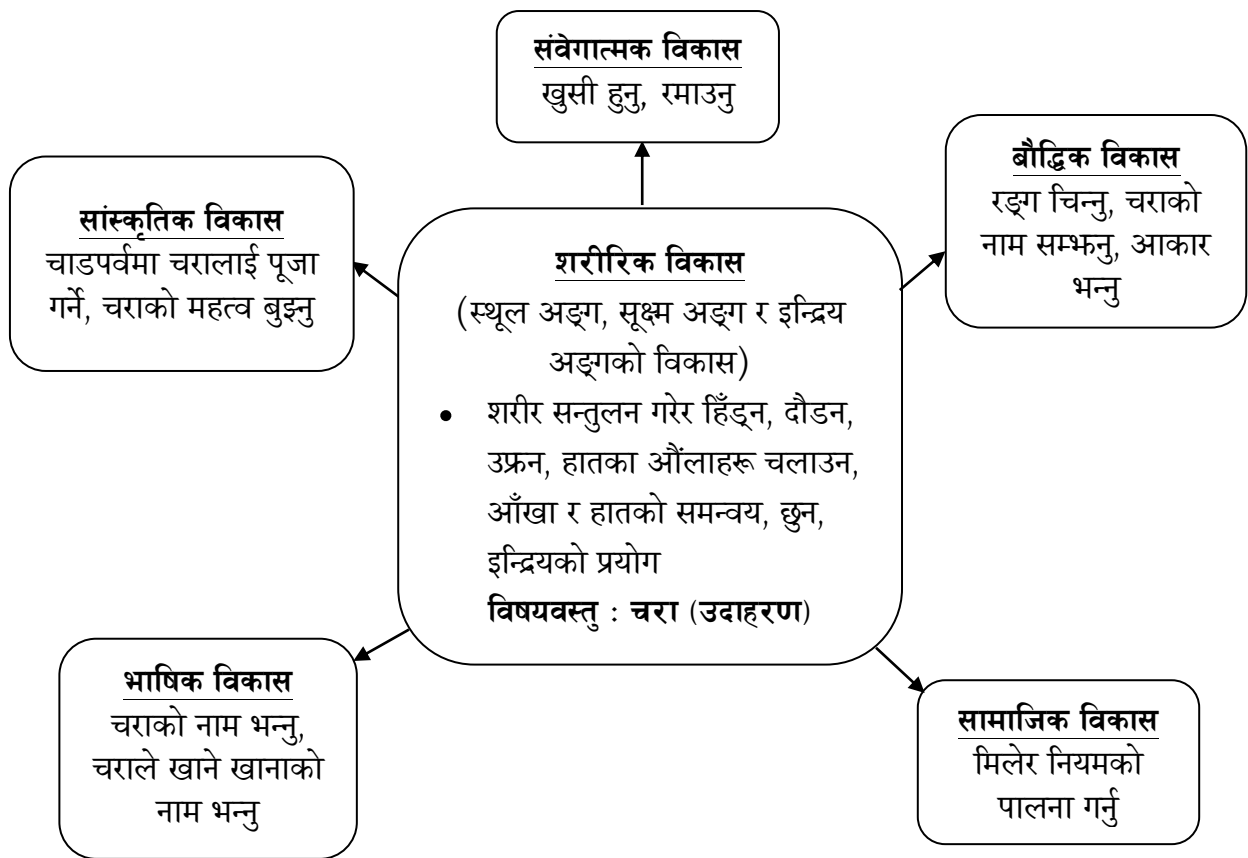 संवेगात्मक विकास
खुसी हुनु, रमाउनु
बौद्धिक विकास
रङ्ग चिन्नु, चराको
नाम सम्झनु, आकार
भन्नु
सांस्कृतिक विकास
चाडपर्वमा चरालाई पूजा
गर्ने, चराको महत्व बुझ्नु
शरीरिक विकास
(स्थूल अङ्ग, सूक्ष्म अङ्ग र इन्द्रिय
अङ्गको विकास)
• शरीर सन्तुलन गरेर हिँड्न, दौडन,
उफ्रन, हातका औंलाहरू चलाउन,
आँखा र हातको समन्वय, छुन,
इन्द्रियको प्रयोग
विषयवस्तु : चरा (उदाहरण)
भाषिक विकास
चराको नाम भन्नु,
चराले खाने खानाको
नाम भन्नु
सामाजिक विकास
मिलेर नियमको
पालना गर्नु